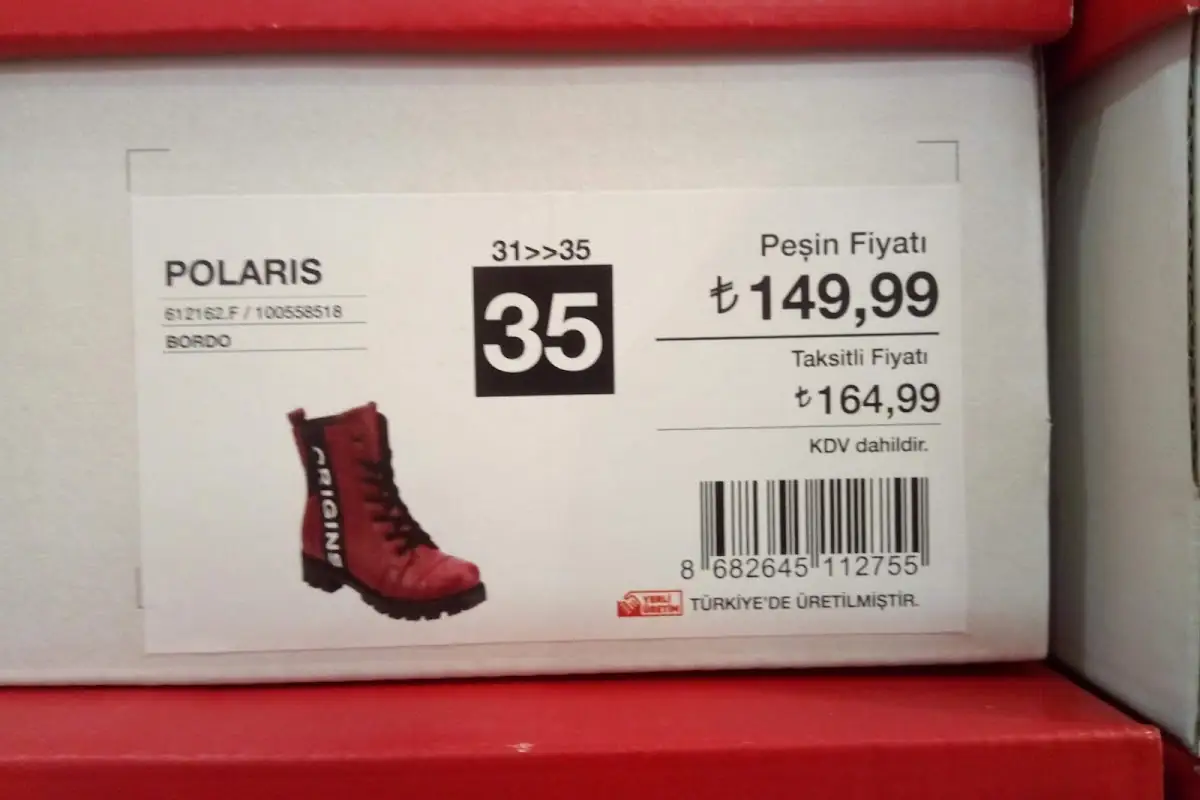 POLARIS
612162.F / 100558518
BORDO
31>>35
35
Peşin Fiyatı
₺149,99
Taksitli Fiyatı
₺164,99
KDV dahildir.
8 682645 112755
YERLİ
ÜRETİM
TÜRKİYE'DE ÜRETİLMİŞTİR.
ORIGINS